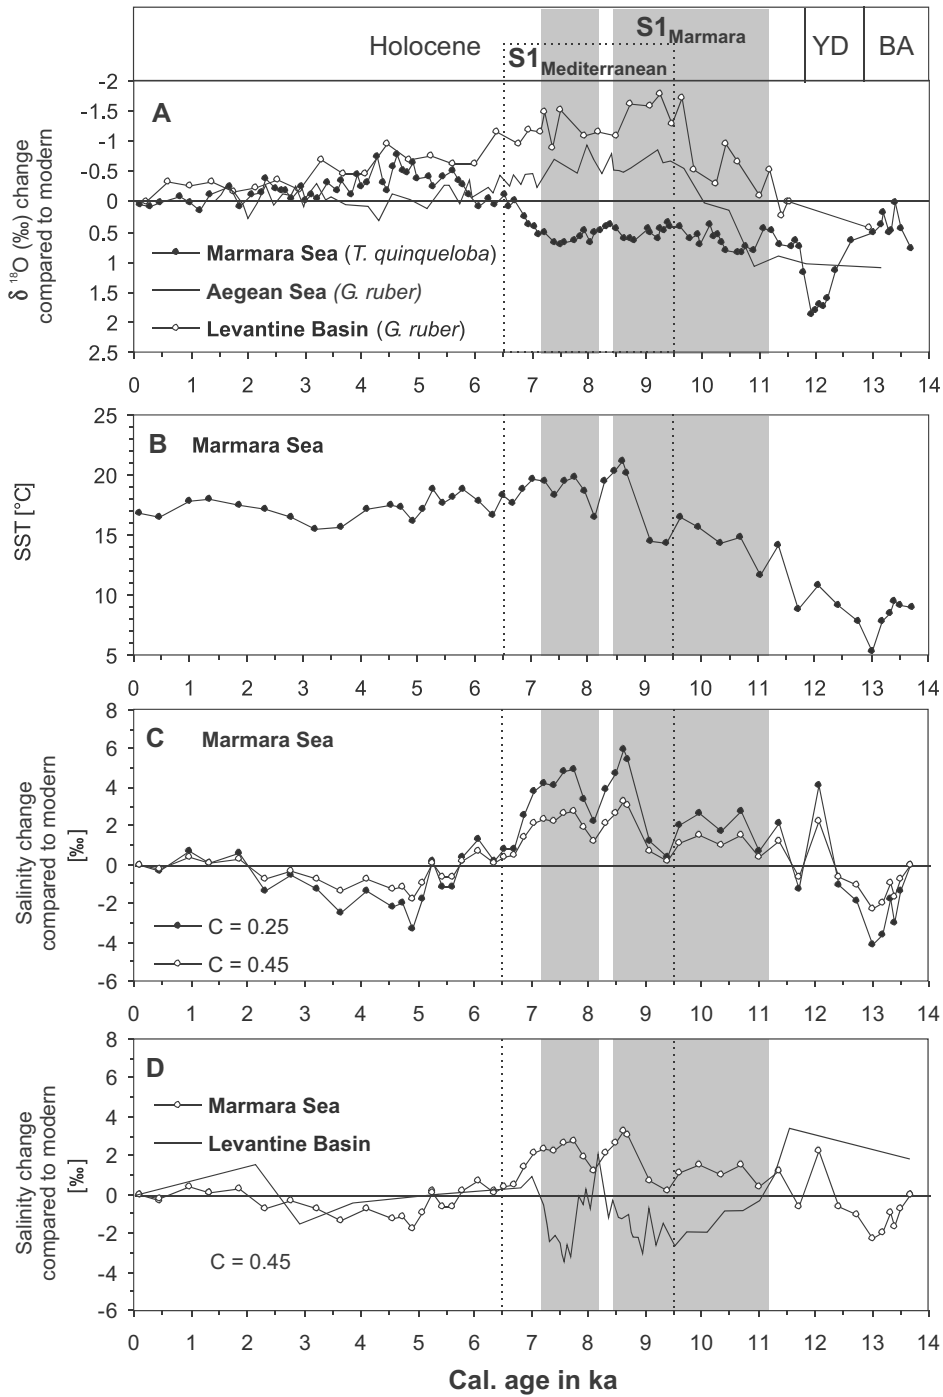 Holocene
S1Marmara
YD
BA
S1Mediterranean
A
-2
-1.5
-1
-0.5
0
0.5
1
1.5
2
2.5
δ 18O (‰) change
compared to modern
Marmara Sea (T. quinqueloba)
Aegean Sea (G. ruber)
Levantine Basin (G. ruber)
0 1 2 3 4 5 6 7 8 9 10 11 12 13 14
B Marmara Sea
25
20
15
10
5
SST [°C]
0 1 2 3 4 5 6 7 8 9 10 11 12 13 14
C Marmara Sea
8
6
4
2
0
-2
-4
-6
Salinity change
compared to modern
[‰]
C = 0.25
C = 0.45
0 1 2 3 4 5 6 7 8 9 10 11 12 13 14
D
8
6
4
2
0
-2
-4
-6
Salinity change
compared to modern
[‰]
Marmara Sea
Levantine Basin
C = 0.45
0 1 2 3 4 5 6 7 8 9 10 11 12 13 14
Cal. age in ka